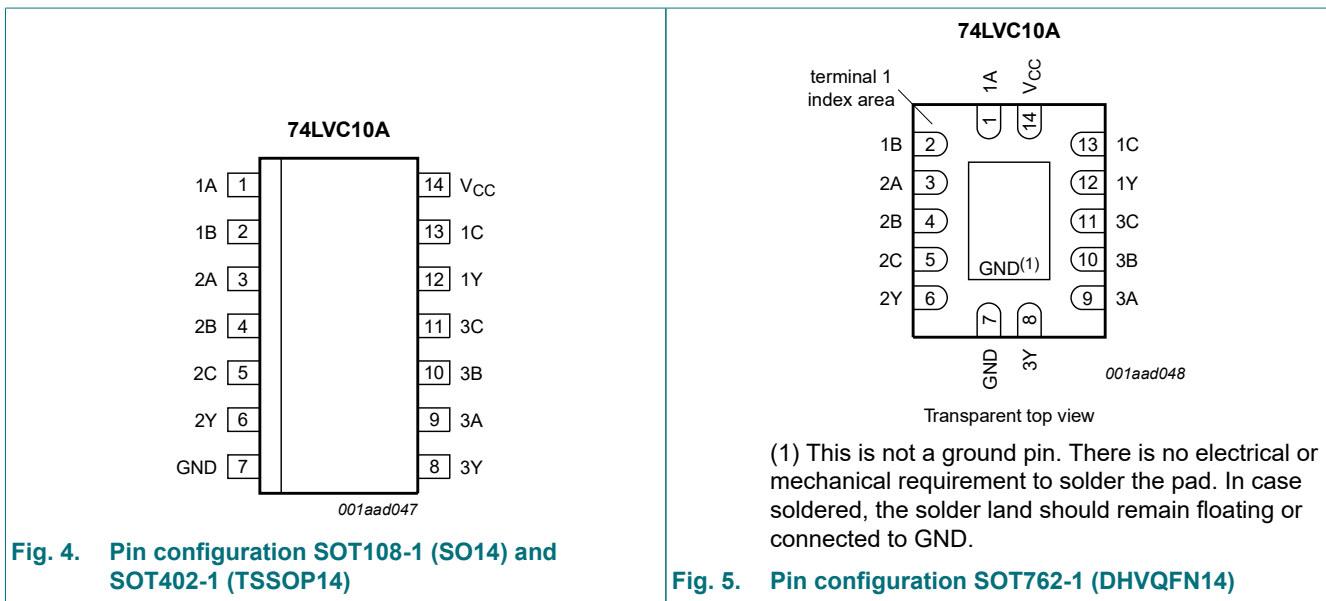 74LVC10A
1A 1 14 VCC
1B 2 13 1C
2A 3 12 1Y
2B 4 11 3C
2C 5 10 3B
2Y 6 9 3A
GND 7 8 3Y
001aad047
Fig. 4. Pin configuration SOT108-1 (SO14) and
SOT402-1 (TSSOP14)
74LVC10A
terminal 1
index area
1A VCC
1 14
1B 2 13 1C
2A 3 12 1Y
2B 4 11 3C
2C 5 10 3B
GND(1)
2Y 6 9 3A
7 8
GND 3Y
001aad048
Transparent top view
(1) This is not a ground pin. There is no electrical or
mechanical requirement to solder the pad. In case
soldered, the solder land should remain floating or
connected to GND.
Fig. 5. Pin configuration SOT762-1 (DHVQFN14)